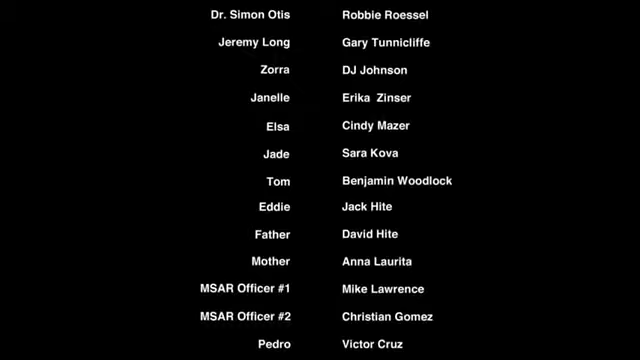 Dr. Simon Otis Robbie Roessel
Jeremy Long Gary Tunnicliffe
Zorra DJ Johnson
Janelle Erika Zinser
Elsa Cindy Mazer
Jade Sara Kova
Tom Benjamin Woodlock
Eddie Jack Hite
Father David Hite
Mother Anna Laurita
MSAR Officer #1 Mike Lawrence
MSAR Officer #2 Christian Gomez
Pedro Victor Cruz